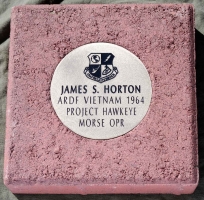 JAMES S. HORTON
ARDF VIETNAM 1964
PROJECT HAWKEYE
MORSE OPR